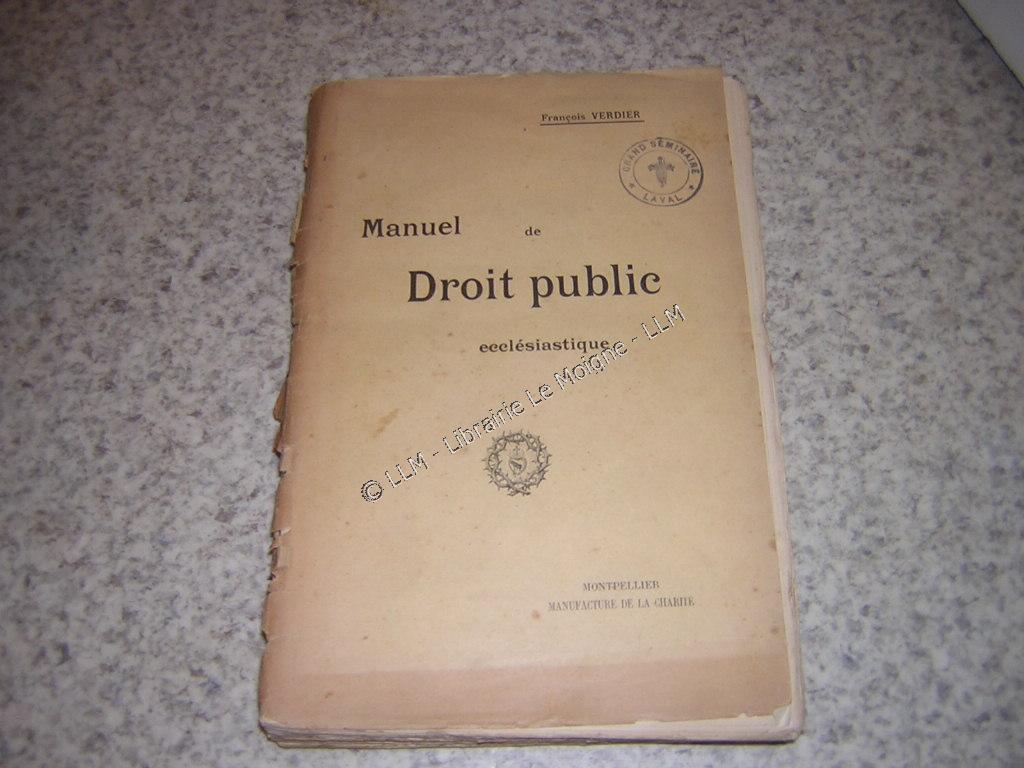 François VERDIER
GRAND SÉMINAIRE
LAVAL
Manuel de
Droit public
ecclésiastique
© LLM - Librairie Le Moigne - LLM
MONTPELLIER
MANUFACTURE DE LA CHARITÉ